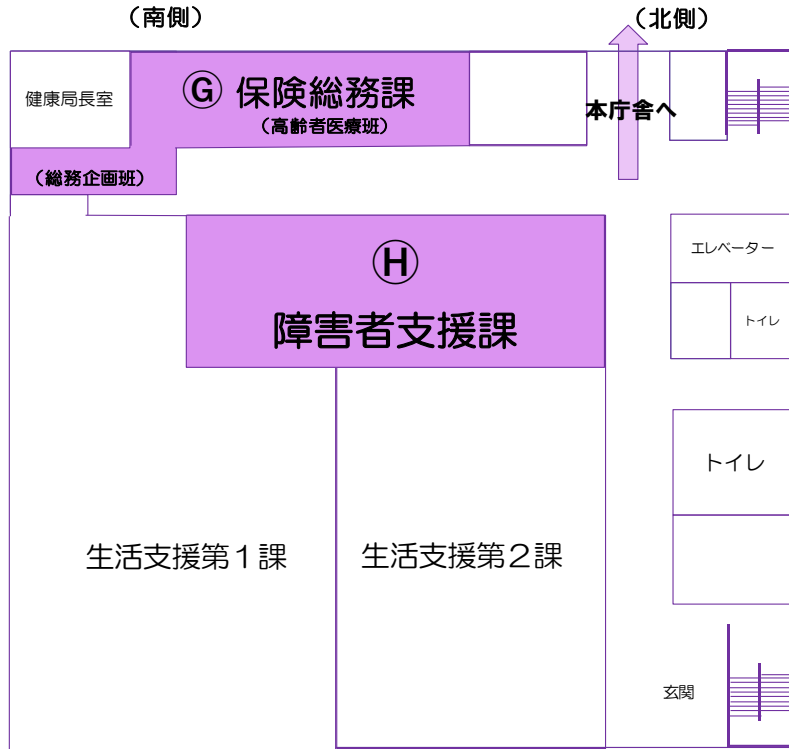 （南側）
（北側）
健康局長室
Ⓖ 保険総務課
（高齢者医療班）
本庁舎へ
（総務企画班）
Ⓗ
障害者支援課
エレベーター
トイレ
トイレ
生活支援第１課
生活支援第２課
玄関